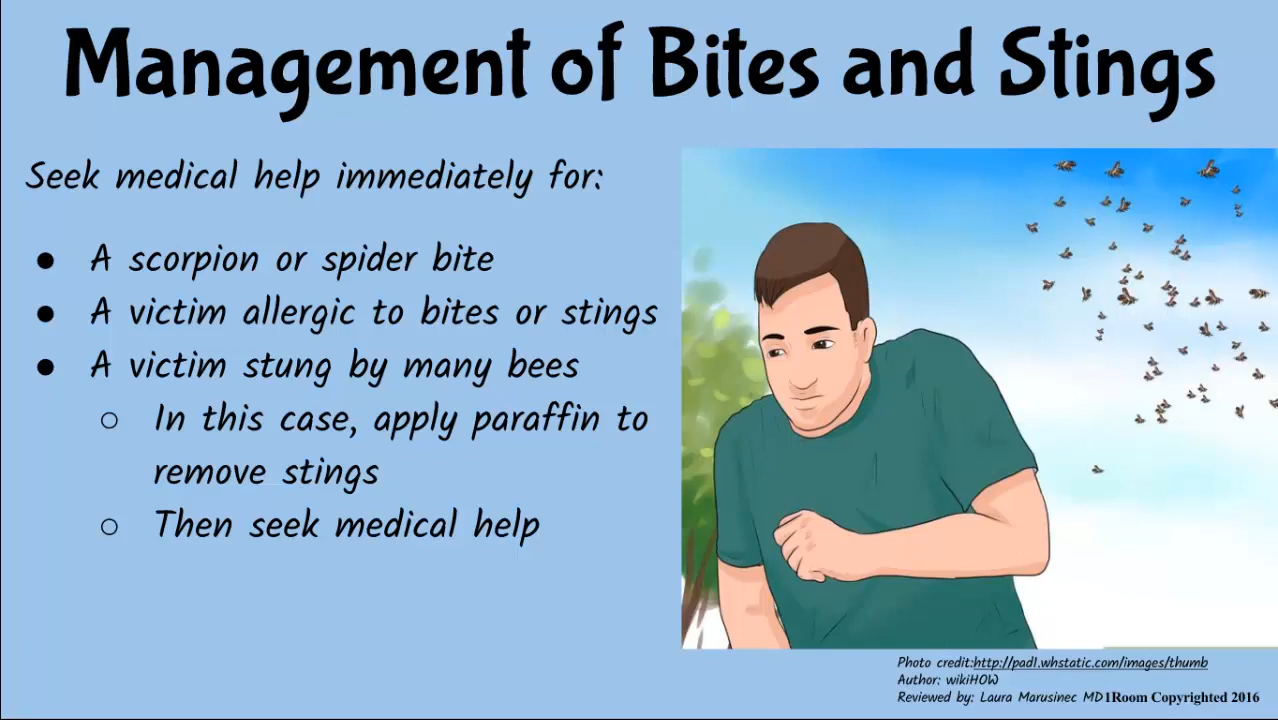 Management of Bites and Stings
Seek medical help immediately for:
● A scorpion or spider bite
● A victim allergic to bites or stings
● A victim stung by many bees
○ In this case, apply paraffin to
remove stings
○ Then seek medical help
Photo credit:http://pad1.whstatic.com/images/thumb
Author: wikiHOW
Reviewed by: Laura Marusinec MD1Room Copyrighted 2016